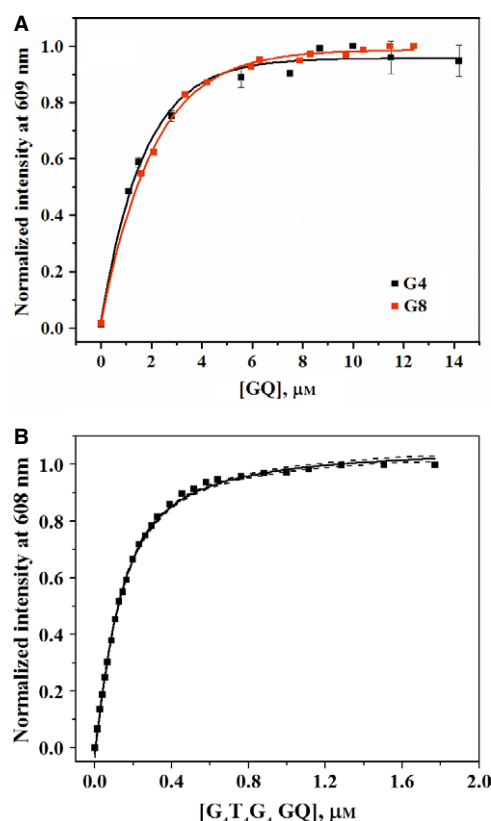 A
Normalized intensity at 609 nm
1.0
0.8
0.6
0.4
0.2
0.0
G4
G8
0 2 4 6 8 10 12 14
[GQ], μM
B
Normalized intensity at 608 nm
1.0
0.8
0.6
0.4
0.2
0.0
0.0 0.4 0.8 1.2 1.6 2.0
[G₄T₄G₄ GQ], μM